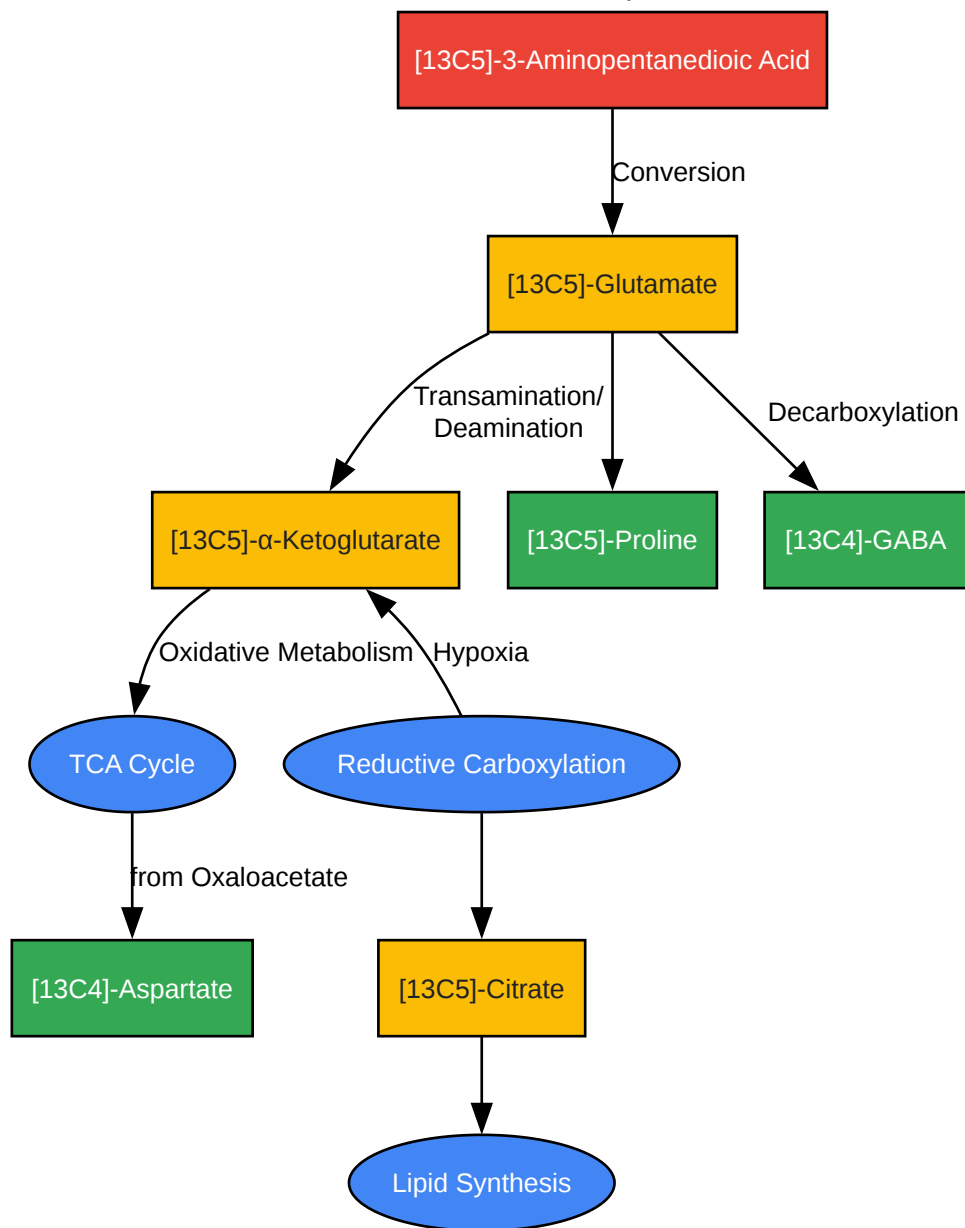 [13C5]-3-Aminopentanedioic Acid
Conversion
[13C5]-Glutamate
Transamination/
Deamination
Decarboxylation
[13C5]-α-Ketoglutarate
[13C5]-Proline
[13C4]-GABA
Oxidative Metabolism
Hypoxia
TCA Cycle
Reductive Carboxylation
from Oxaloacetate
[13C4]-Aspartate
[13C5]-Citrate
Lipid Synthesis